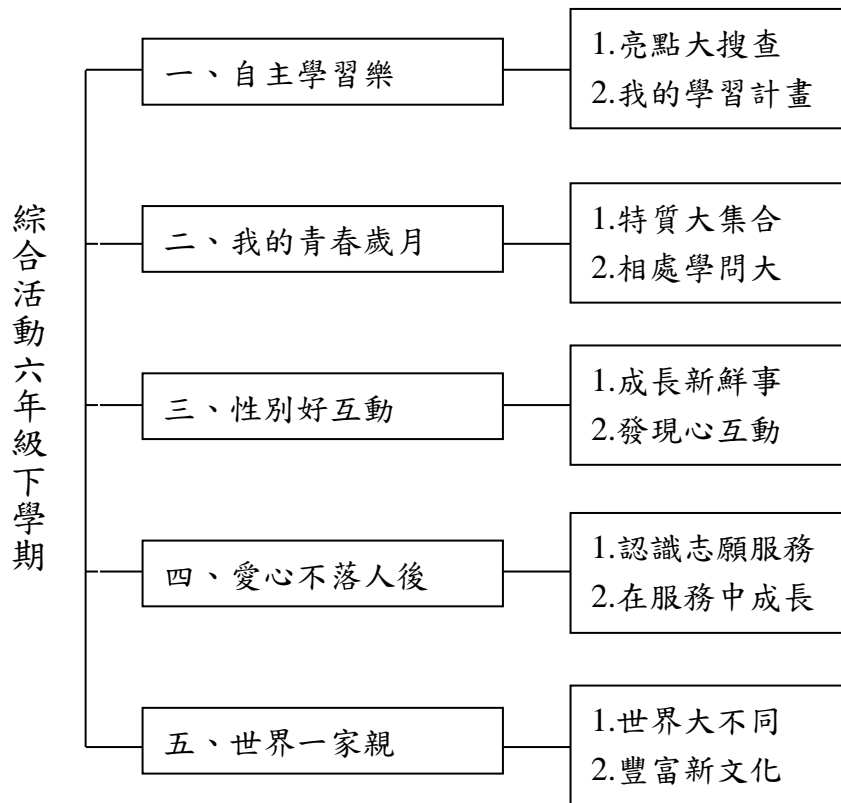 綜合活動六年級下學期
一、自主學習樂
1.亮點大搜查
2.我的學習計畫
二、我的青春歲月
1.特質大集合
2.相處學問大
三、性別好互動
1.成長新鮮事
2.發現心互動
四、愛心不落人後
1.認識志願服務
2.在服務中成長
五、世界一家親
1.世界大不同
2.豐富新文化